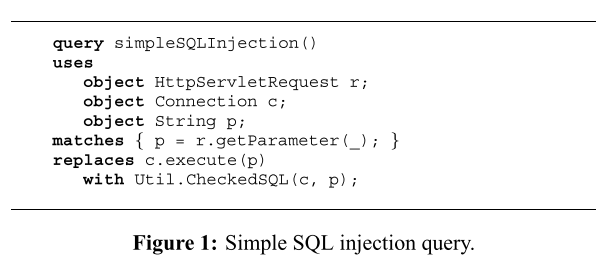 query simpleSQLInjection()
uses
object HttpServletRequest r;
object Connection c;
object String p;
matches { p = r.getParameter(_); }
replaces c.execute(p)
with Util.CheckedSQL(c, p);
Figure 1: Simple SQL injection query.